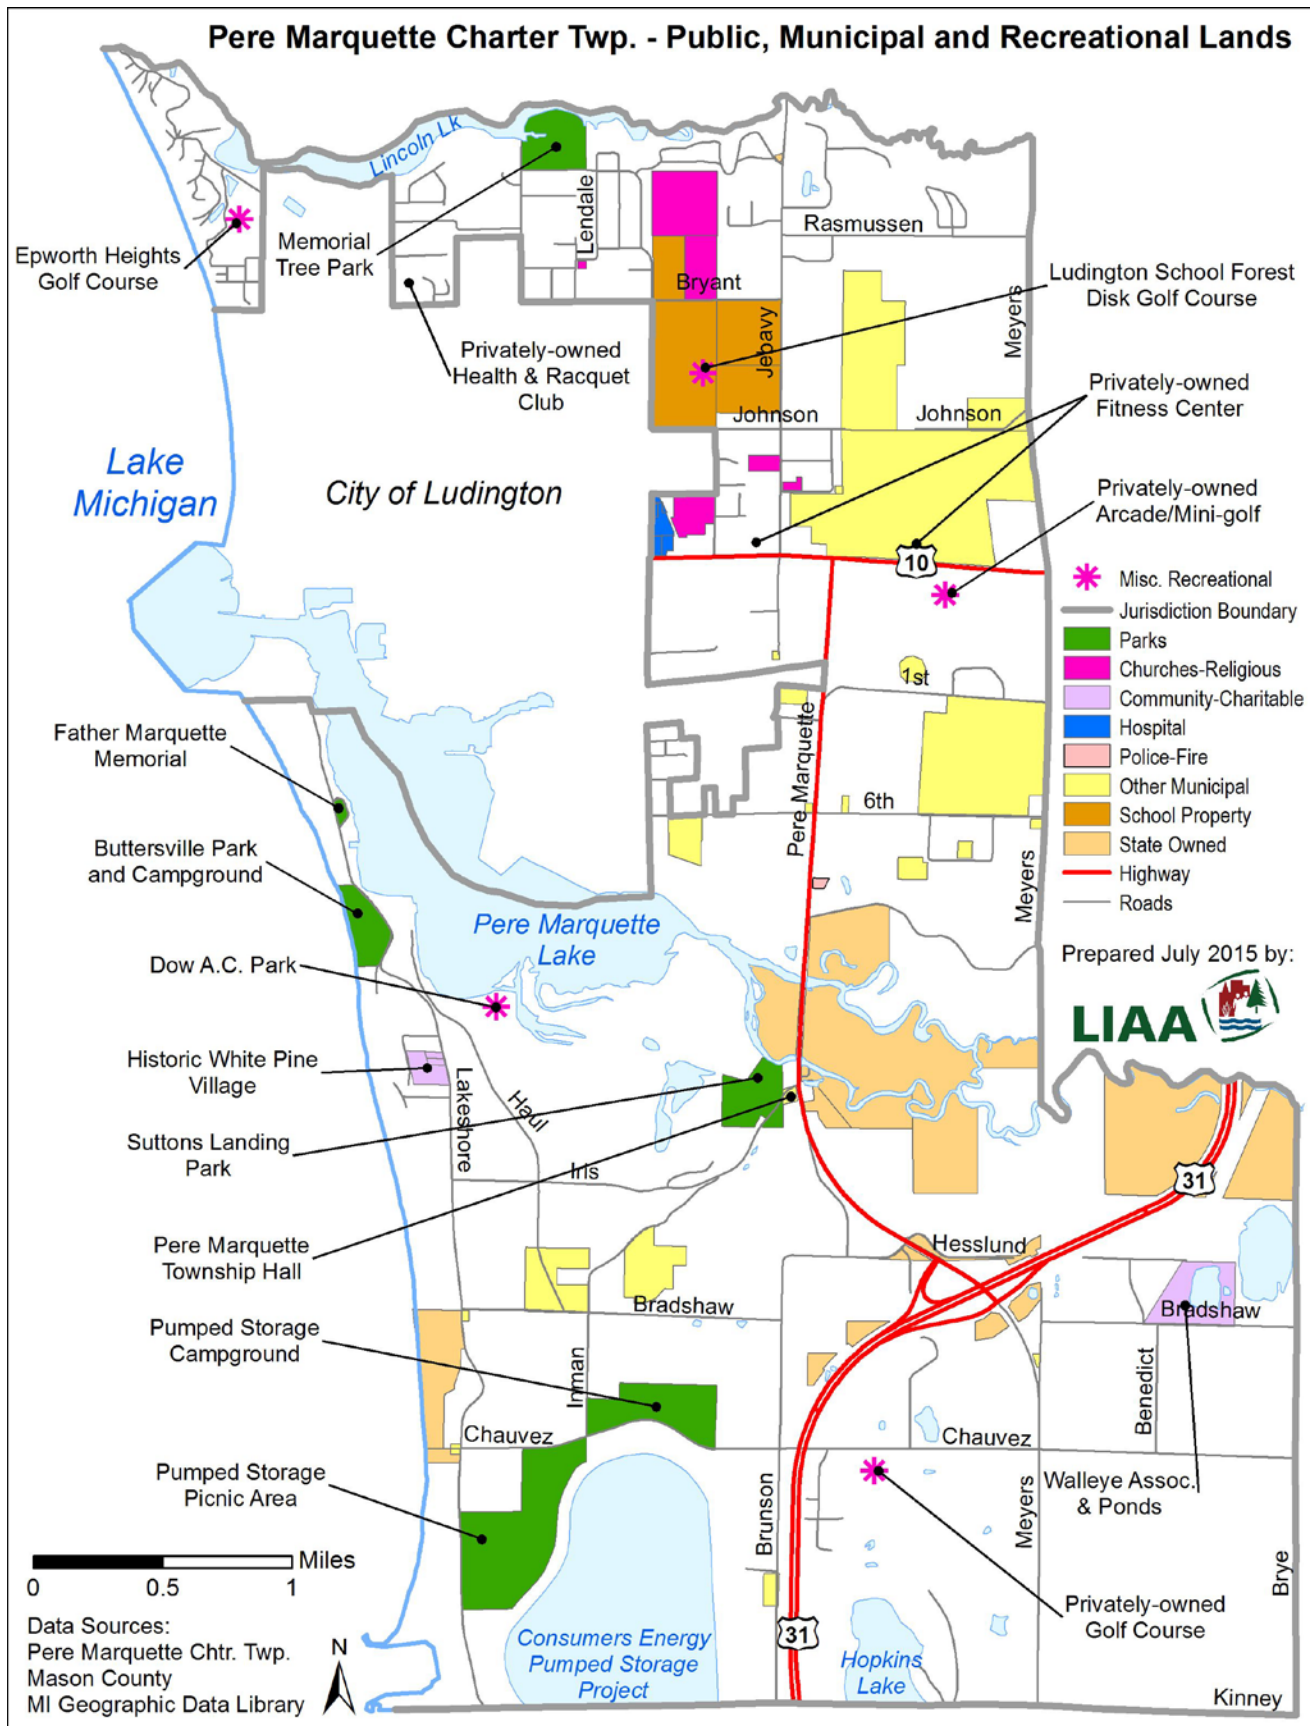 Pere Marquette Charter Twp. - Public, Municipal and Recreational Lands
Lincoln Lk
Lendale
Rasmussen
Epworth Heights
Golf Course
Memorial
Tree Park
Bryant
Ludington School Forest
Disk Golf Course
Meyers
Jebavy
Privately-owned
Health & Racquet
Club
Privately-owned
Fitness Center
Johnson
Johnson
Lake
Michigan
City of Ludington
Privately-owned
Arcade/Mini-golf
10
Misc. Recreational
Jurisdiction Boundary
Parks
Churches-Religious
Community-Charitable
Hospital
Police-Fire
Other Municipal
School Property
State Owned
Highway
Roads
1st
Pere Marquette
6th
Meyers
Father Marquette
Memorial
Buttersville Park
and Campground
Pere Marquette
Lake
Dow A.C. Park
Prepared July 2015 by:
LIAA
Historic White Pine
Village
Lakeshore
Haul
Suttons Landing
Park
Iris
31
Pere Marquette
Township Hall
Hesslund
Bradshaw
Bradshaw
Pumped Storage
Campground
Inman
Benedict
Chauvez
Chauvez
Pumped Storage
Picnic Area
Walleye Assoc.
& Ponds
Brunson
Meyers
Brye
Miles
0
0.5
1
Privately-owned
Golf Course
Data Sources:
Pere Marquette Chtr. Twp.
Mason County
MI Geographic Data Library
N
Consumers Energy
Pumped Storage
Project
31
Hopkins
Lake
Kinney